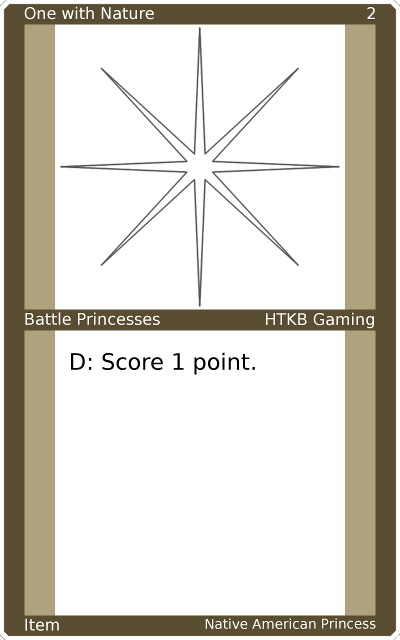 One with Nature 2
Battle Princesses HTKB Gaming
D: Score 1 point.
Item Native American Princess